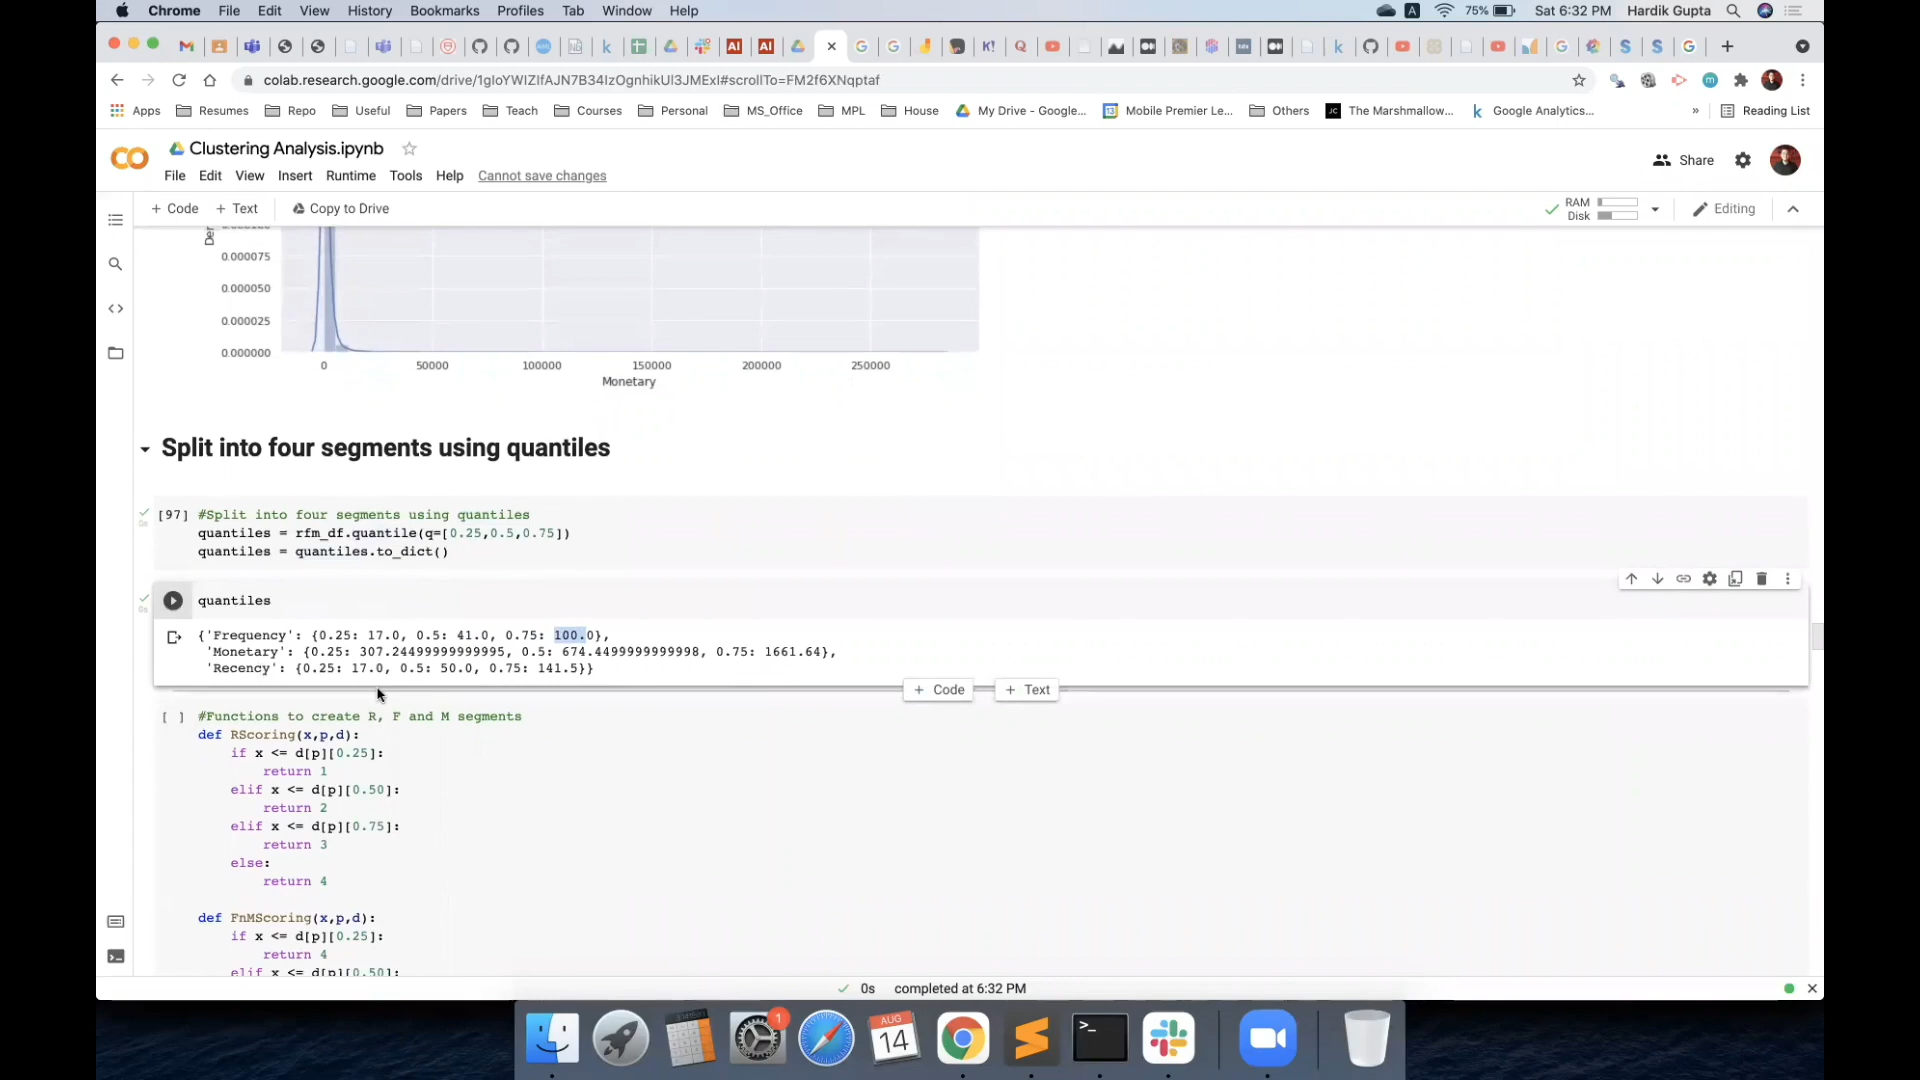 Chrome File Edit View History Bookmarks Profiles Tab Window Help
A 75% Sat 6:32 PM Hardik Gupta
colab.research.google.com/drive/1gIoYWIZlfAJN7B34IzOgnhikUl3JMExI#scrollTo=FM2f6XNqptaf
Apps Resumes Repo Useful Papers Teach Courses Personal MS_Office MPL House My Drive - Google... Mobile Premier Le... Others The Marshmallow... Google Analytics... » Reading List
Clustering Analysis.ipynb
Share
File Edit View Insert Runtime Tools Help Cannot save changes
+ Code + Text Copy to Drive
RAM
Disk
Editing
0.000075
0.000050
0.000025
0.000000
0 50000 100000 150000 200000 250000
Monetary
Split into four segments using quantiles
[97] #Split into four segments using quantiles
quantiles = rfm_df.quantile(q=[0.25,0.5,0.75])
quantiles = quantiles.to_dict()
quantiles
{'Frequency': {0.25: 17.0, 0.5: 41.0, 0.75: 100.0},
'Monetary': {0.25: 307.24499999999995, 0.5: 674.4499999999998, 0.75: 1661.64},
'Recency': {0.25: 17.0, 0.5: 50.0, 0.75: 141.5}}
+ Code + Text
[ ] #Functions to create R, F and M segments
def RScoring(x,p,d):
if x <= d[p][0.25]:
return 1
elif x <= d[p][0.50]:
return 2
elif x <= d[p][0.75]:
return 3
else:
return 4
def FnMScoring(x,p,d):
if x <= d[p][0.25]:
return 4
elif x <= d[p][0.50]:
0s completed at 6:32 PM
1
AUG
14